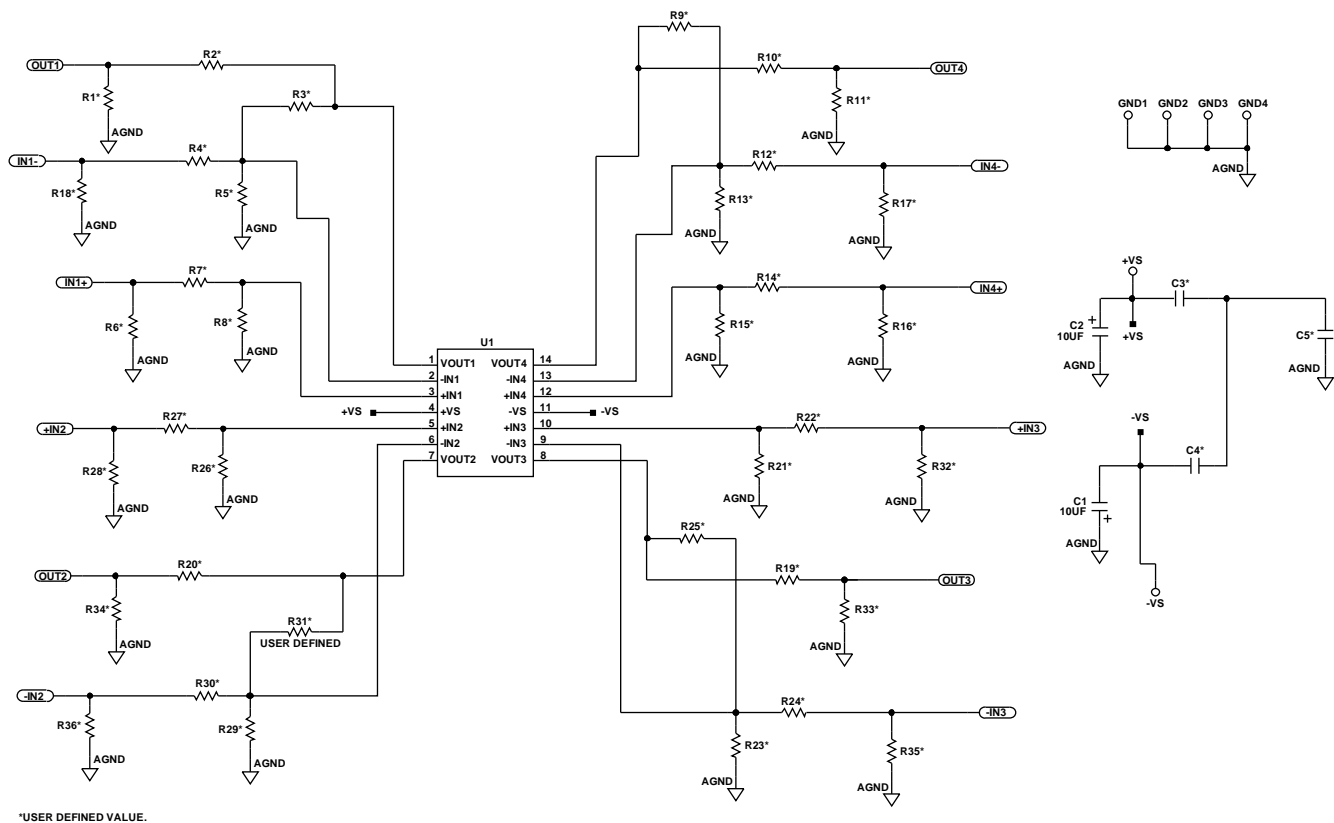 R9*
OUT1
R2*
R10*
OUT4
R1*
R3*
R11*
GND1 GND2 GND3 GND4
AGND
AGND
IN1-
R4*
R12*
IN4-
AGND
R18*
R5*
R13*
R17*
AGND
AGND
AGND
AGND
IN1+
R7*
R14*
IN4+
+VS
C3*
R6*
R8*
R15*
R16*
C2
10UF
+
+VS
C5*
AGND
AGND
AGND
AGND
AGND
AGND
U1
1 VOUT1 VOUT4 14
2 -IN1 -IN4 13
3 +IN1 +IN4 12
+VS 4 +VS -VS 11 -VS
5 +IN2 +IN3 10
6 -IN2 -IN3 9
7 VOUT2 VOUT3 8
+IN2
R27*
R22*
+IN3
-VS
R28*
R26*
R21*
R32*
C4*
AGND
AGND
AGND
AGND
C1
10UF
+
AGND
R25*
OUT2
R20*
R19*
OUT3
-VS
R34*
R31*
USER DEFINED
R33*
AGND
AGND
-IN2
R30*
R24*
-IN3
R36*
R29*
R23*
R35*
AGND
AGND
AGND
AGND
*USER DEFINED VALUE.